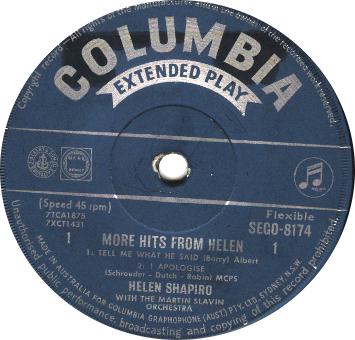 Copyright record
All rights of the manufacturer and of the owner of the recorded work reserved.
COLUMBIA
EXTENDED PLAY
(Speed 45 rpm)
7TCA1875
7XCT1-431
1
Flexible
SEGO-8174
1
MORE HITS FROM HELEN
1: TELL ME WHAT HE SAID (Barry) Albert
2: I APOLOGISE
(Schroeder - Dutch - Robin) MCPS
HELEN SHAPIRO
WITH THE MARTIN SLAVIN
ORCHESTRA
MADE IN AUSTRALIA FOR COLUMBIA GRAPHOPHONE (AUST) PTY. LTD. SYDNEY. N.S.W.
Unauthorised public performance, broadcasting and copying of this record prohibited.